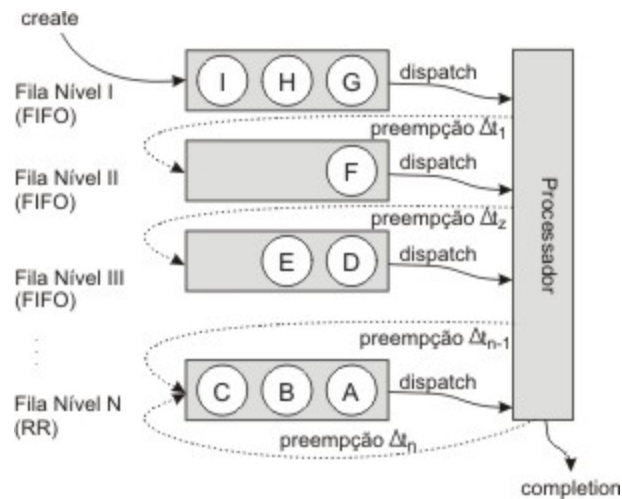 create
I H G
dispatch
Fila Nível I
(FIFO)
preempção Δt1
F
dispatch
Fila Nível II
(FIFO)
preempção Δtz
E D
dispatch
Fila Nível III
(FIFO)
preempção Δtn-1
C B A
dispatch
Fila Nível N
(RR)
preempção Δtn
Processador
completion